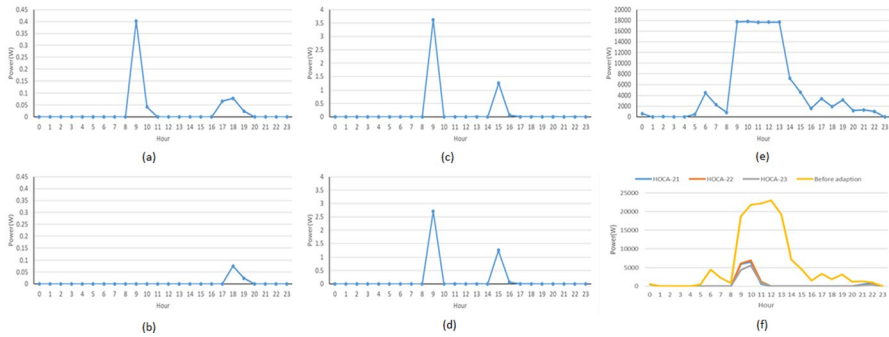 0.45
0.4
0.35
0.3
0.25
0.2
0.15
0.1
0.05
0
Power(W)
0 1 2 3 4 5 6 7 8 9 10 11 12 13 14 15 16 17 18 19 20 21 22 23
Hour
(a)
4
3.5
3
2.5
2
1.5
1
0.5
0
Power(W)
0 1 2 3 4 5 6 7 8 9 10 11 12 13 14 15 16 17 18 19 20 21 22 23
Hour
(c)
20000
18000
16000
14000
12000
10000
8000
6000
4000
2000
0
Power(W)
0 1 2 3 4 5 6 7 8 9 10 11 12 13 14 15 16 17 18 19 20 21 22 23
Hour
(e)
0.45
0.4
0.35
0.3
0.25
0.2
0.15
0.1
0.05
0
Power(W)
0 1 2 3 4 5 6 7 8 9 10 11 12 13 14 15 16 17 18 19 20 21 22 23
Hour
(b)
4
3.5
3
2.5
2
1.5
1
0.5
0
Power(W)
0 1 2 3 4 5 6 7 8 9 10 11 12 13 14 15 16 17 18 19 20 21 22 23
Hour
(d)
HOCA-21 HOCA-22 HOCA-23 Before adaption
25000
20000
15000
10000
5000
0
Power(W)
0 1 2 3 4 5 6 7 8 9 10 11 12 13 14 15 16 17 18 19 20 21 22 23
Hour
(f)